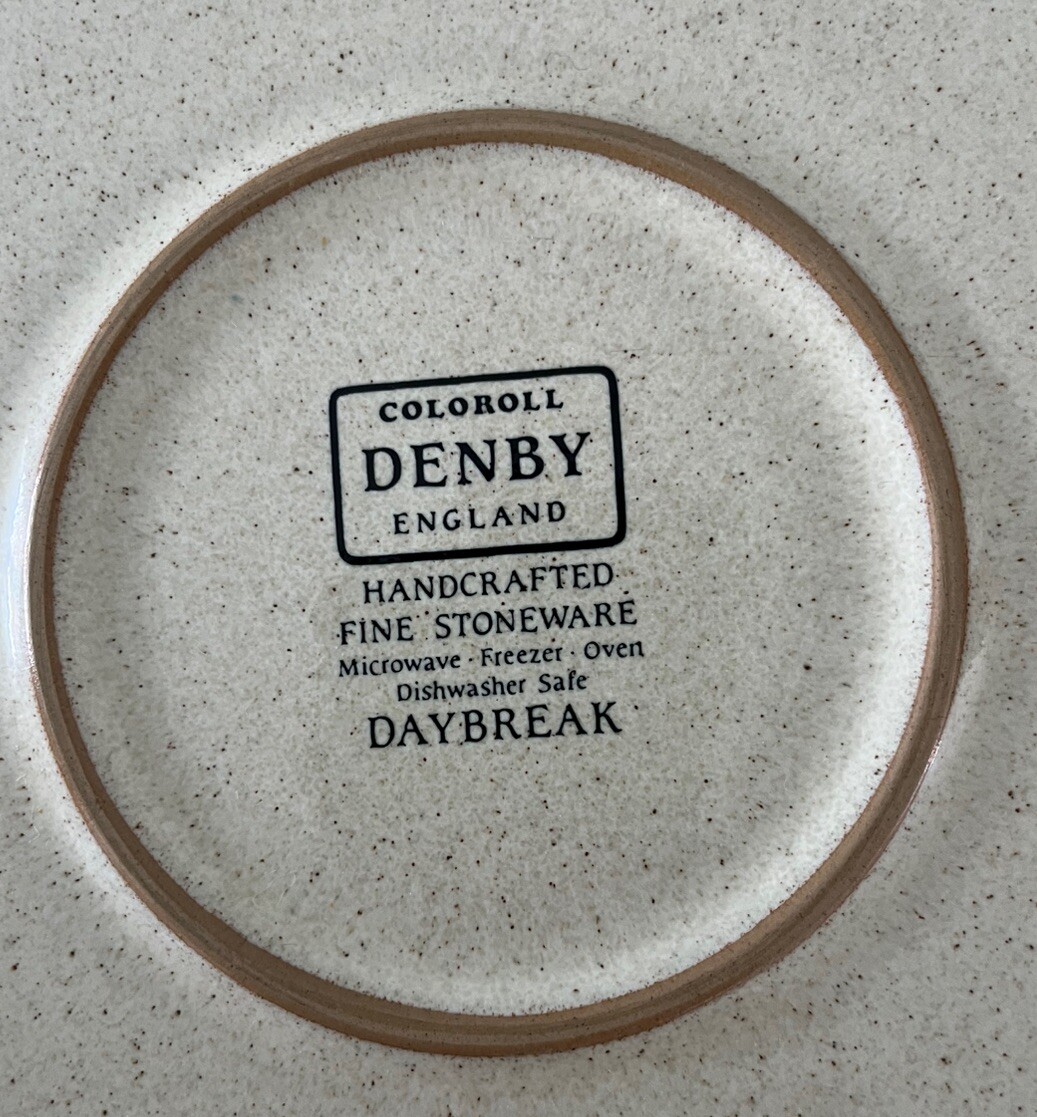 COLOROLL
DENBY
ENGLAND
HANDCRAFTED
FINE STONEWARE
Microwave · Freezer · Oven
Dishwasher Safe
DAYBREAK